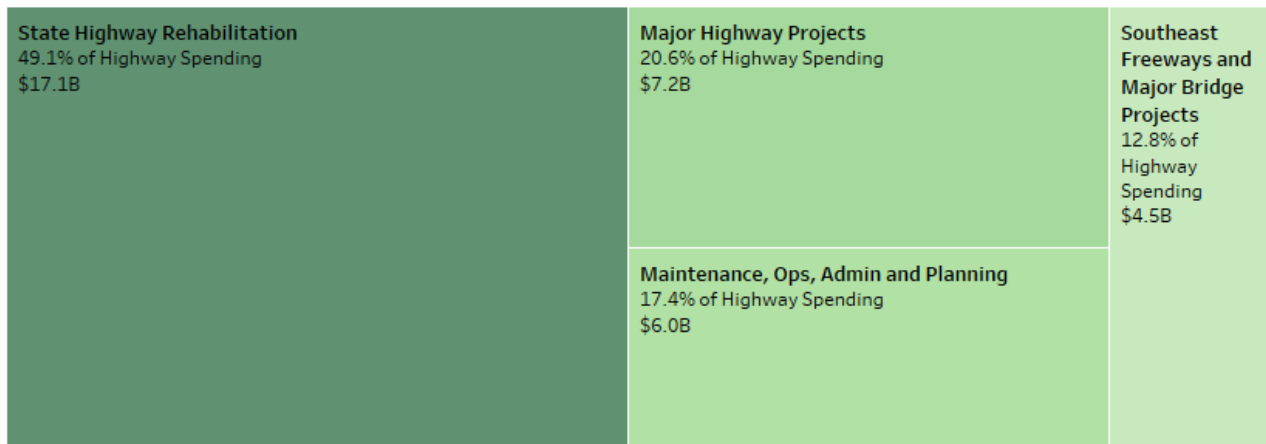 State Highway Rehabilitation
49.1% of Highway Spending
$17.1B
Major Highway Projects
20.6% of Highway Spending
$7.2B
Maintenance, Ops, Admin and Planning
17.4% of Highway Spending
$6.0B
Southeast
Freeways and
Major Bridge
Projects
12.8% of
Highway
Spending
$4.5B